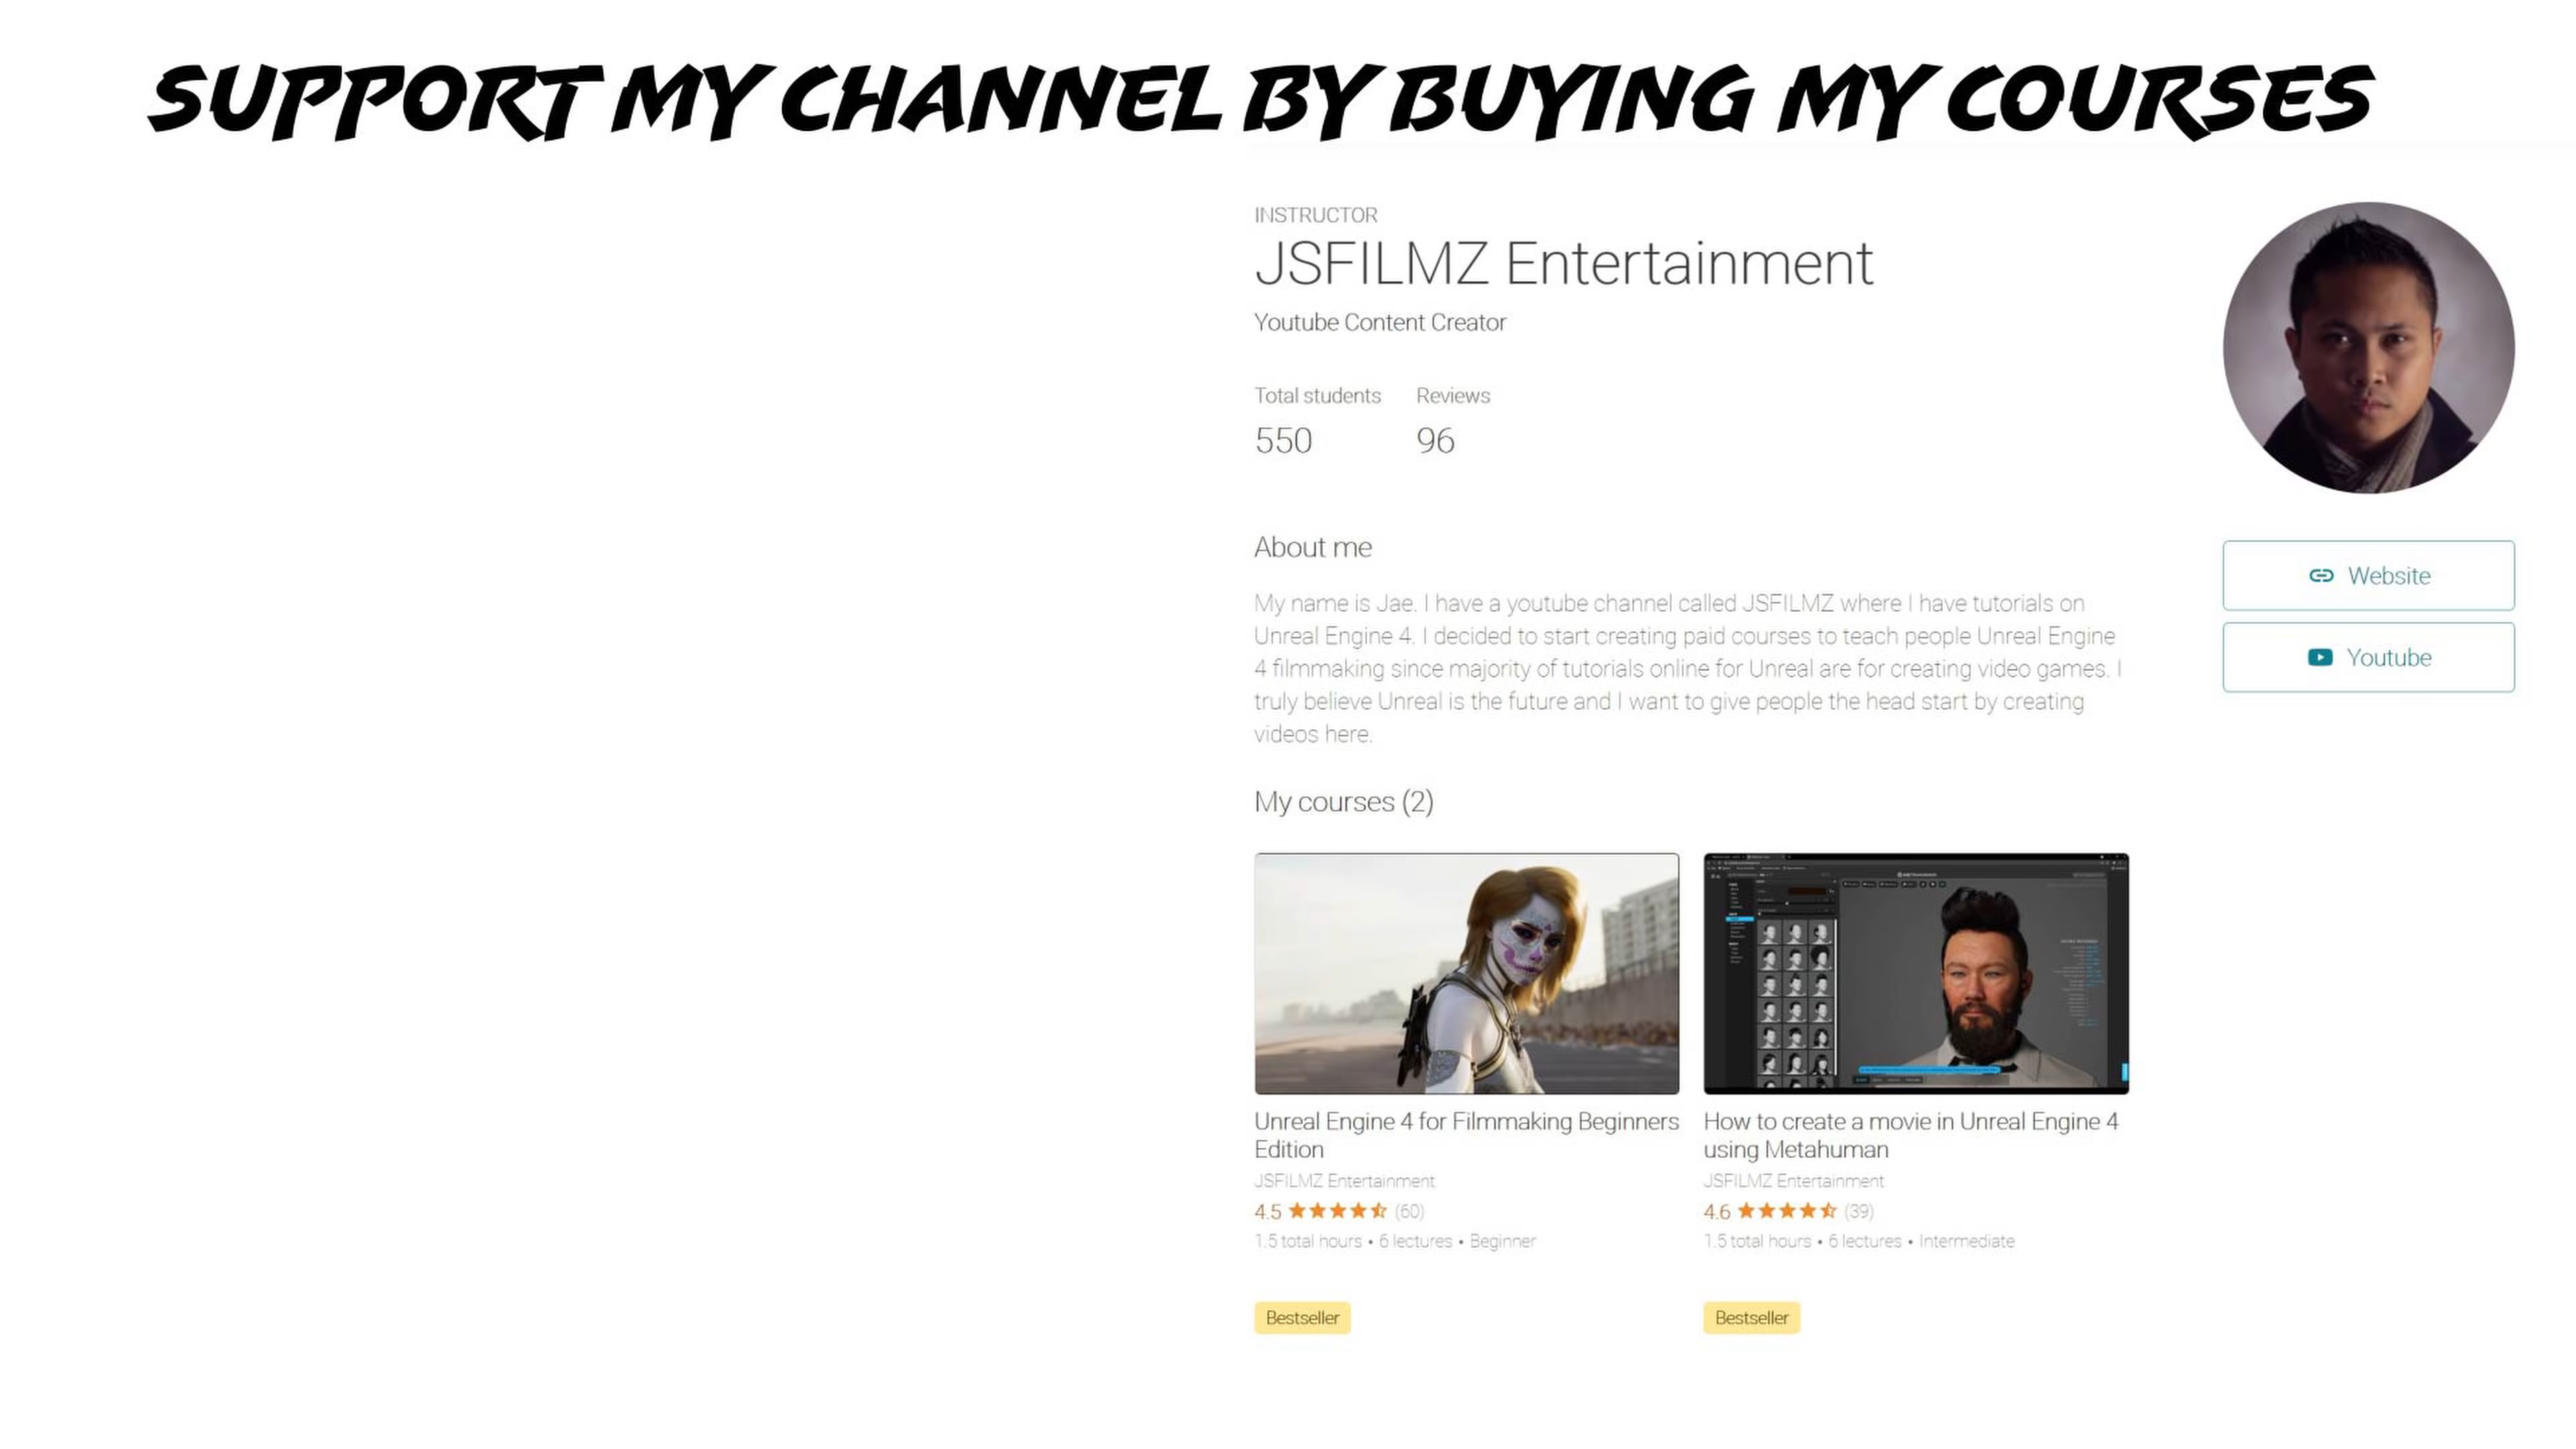 SUPPORT MY CHANNEL BY BUYING MY COURSES
INSTRUCTOR
JSFILMZ Entertainment
Youtube Content Creator
Total students Reviews
550 96
About me
My name is Jae. I have a youtube channel called JSFILMZ where I have tutorials on
Unreal Engine 4. I decided to start creating paid courses to teach people Unreal Engine
4 filmmaking since majority of tutorials online for Unreal are for creating video games. I
truly believe Unreal is the future and I want to give people the head start by creating
videos here.
Website
Youtube
My courses (2)
Unreal Engine 4 for Filmmaking Beginners
Edition
JSFILMZ Entertainment
4.5 (60)
1.5 total hours • 6 lectures • Beginner
Bestseller
How to create a movie in Unreal Engine 4
using Metahuman
JSFILMZ Entertainment
4.6 (39)
1.5 total hours • 6 lectures • Intermediate
Bestseller